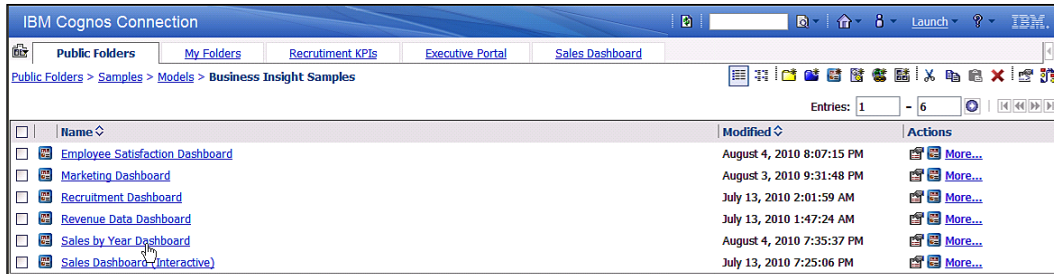 IBM Cognos Connection Launch ? IBM.
Public Folders My Folders Recrutiment KPIs Executive Portal Sales Dashboard
Public Folders > Samples > Models > Business Insight Samples
Entries: 1 - 6
Name Modified Actions
Employee Satisfaction Dashboard August 4, 2010 8:07:15 PM More...
Marketing Dashboard August 3, 2010 9:31:48 PM More...
Recruitment Dashboard July 13, 2010 2:01:59 AM More...
Revenue Data Dashboard July 13, 2010 1:47:24 AM More...
Sales by Year Dashboard August 4, 2010 7:35:37 PM More...
Sales Dashboard (Interactive) July 13, 2010 7:25:06 PM More...